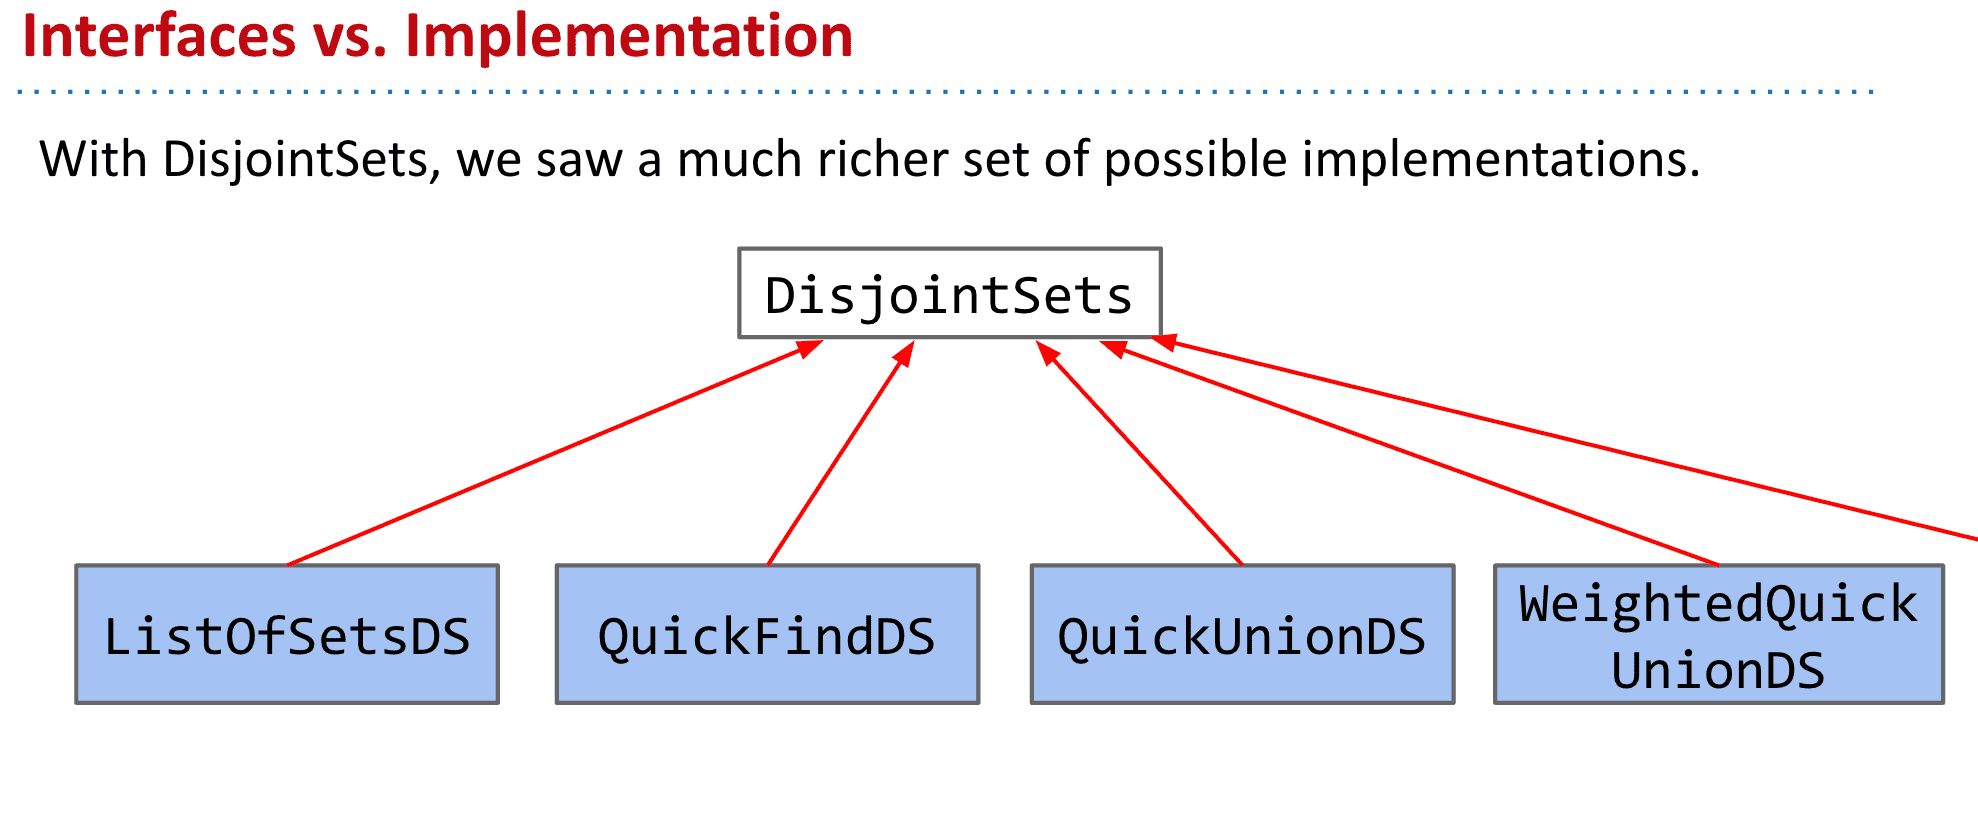 Interfaces vs. Implementation
With DisjointSets, we saw a much richer set of possible implementations.
DisjointSets
ListOfSetsDS
QuickFindDS
QuickUnionDS
WeightedQuick
UnionDS